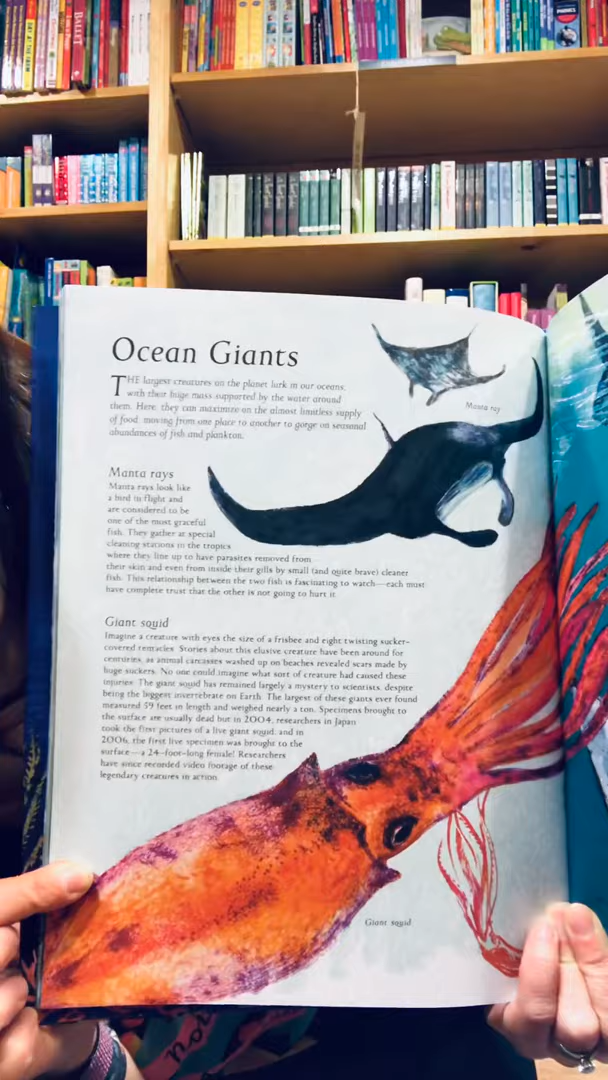 BALLET
PHONICS
Ocean Giants
THE largest creatures on the planet lurk in our oceans,
with their huge mass supported by the water around
them. Here, they can maximize on the almost limitless supply
of food, moving from one place to another to gorge on seasonal
abundances of fish and plankton.
Manta ray
Manta rays
Manta rays look like
a bird in flight and
are considered to be
one of the most graceful
fish. They gather at special
cleaning stations in the tropics
where they line up to have parasites removed from
their skin and even from inside their gills by small (and quite brave) cleaner
fish. This relationship between the two fish is fascinating to watch—each must
have complete trust that the other is not going to hurt it.
Giant squid
Imagine a creature with eyes the size of a frisbee and eight twisting sucker-
covered tentacles. Stories about this elusive creature have been around for
centuries, as animal carcasses washed up on beaches revealed scars made by
huge suckers. No one could imagine what sort of creature had caused these
injuries. The giant squid has remained largely a mystery to scientists, despite
being the biggest invertebrate on Earth. The largest of these giants ever found
measured 59 feet in length and weighed nearly a ton. Specimens brought to
the surface are usually dead but in 2004, researchers in Japan
took the first pictures of a live giant squid, and in
2006, the first live specimen was brought to the
surface—a 24-foot-long female! Researchers
have since recorded video footage of these
legendary creatures in action.
Giant squid